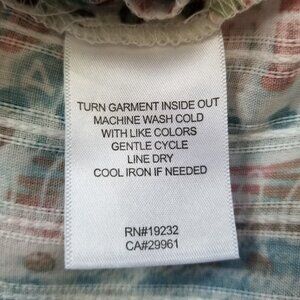 TURN GARMENT INSIDE OUT
MACHINE WASH COLD
WITH LIKE COLORS
GENTLE CYCLE
LINE DRY
COOL IRON IF NEEDED
RN#19232
CA#29961